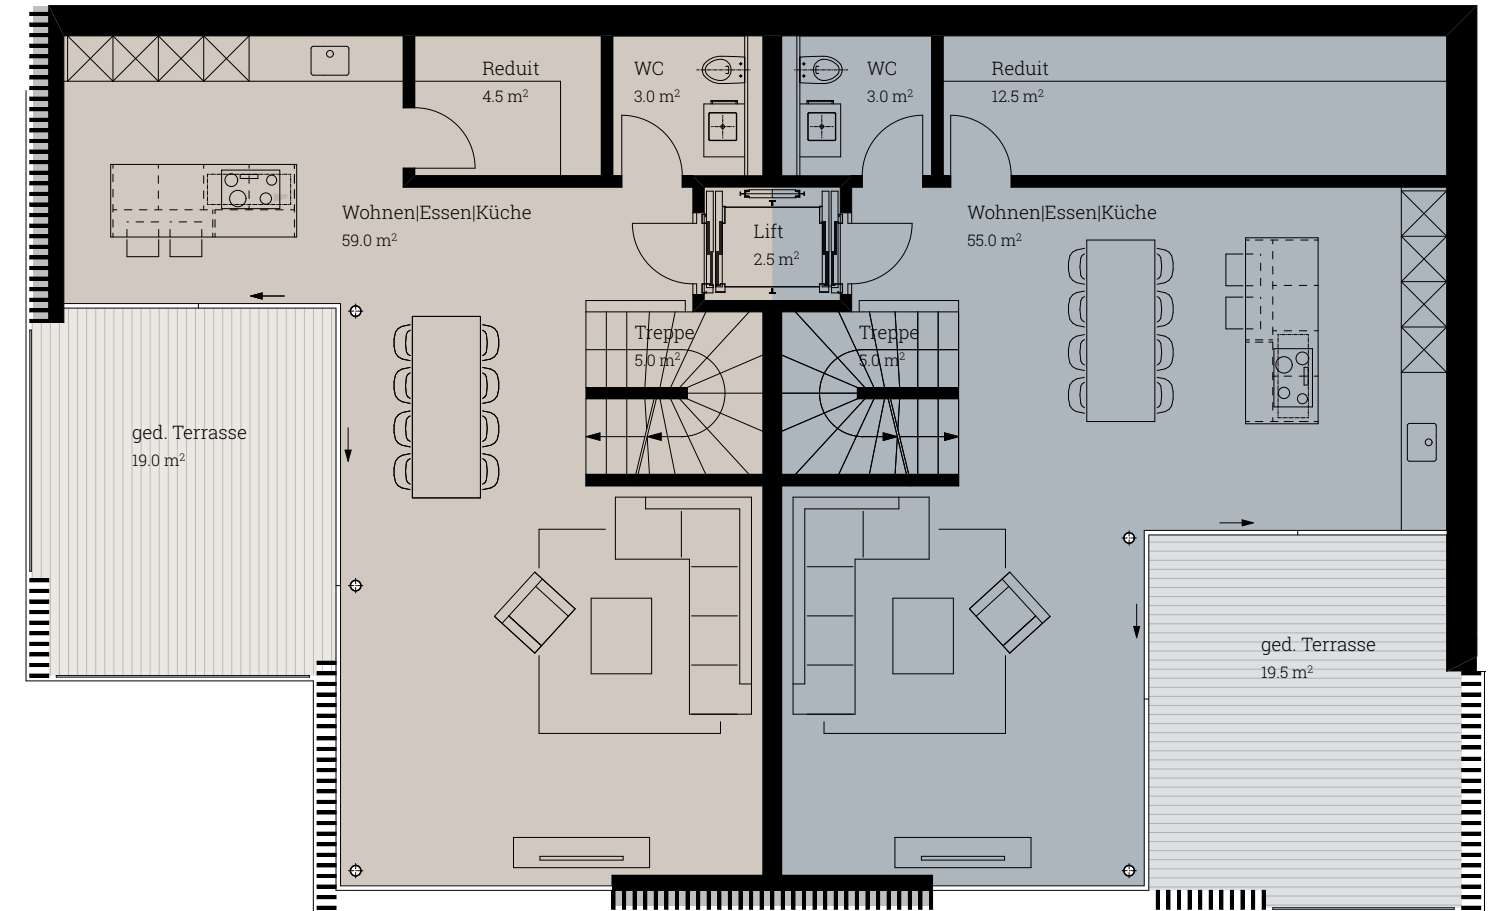 Reduit
4.5 m²
WC
3.0 m²
WC
3.0 m²
Reduit
12.5 m²
Wohnen|Essen|Küche
59.0 m²
Lift
2.5 m²
Wohnen|Essen|Küche
55.0 m²
Treppe
5.0 m²
Treppe
5.0 m²
ged. Terrasse
19.0 m²
ged. Terrasse
19.5 m²